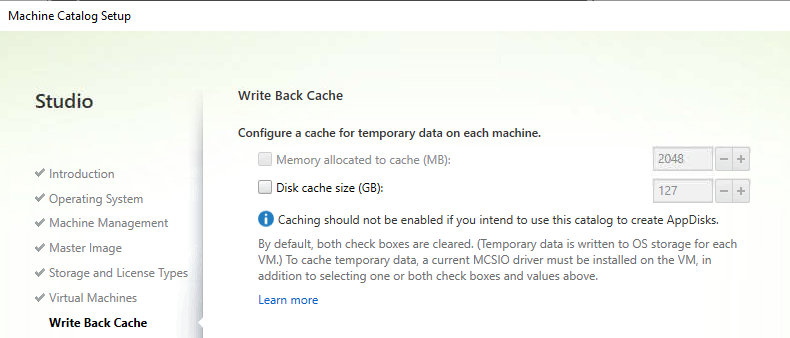 Machine Catalog Setup
Studio
Introduction
Operating System
Machine Management
Master Image
Storage and License Types
Virtual Machines
Write Back Cache
Write Back Cache
Configure a cache for temporary data on each machine.
Memory allocated to cache (MB): 2048 - +
Disk cache size (GB): 127 - +
Caching should not be enabled if you intend to use this catalog to create AppDisks.
By default, both check boxes are cleared. (Temporary data is written to OS storage for each
VM.) To cache temporary data, a current MCSIO driver must be installed on the VM, in
addition to selecting one or both check boxes and values above.
Learn more